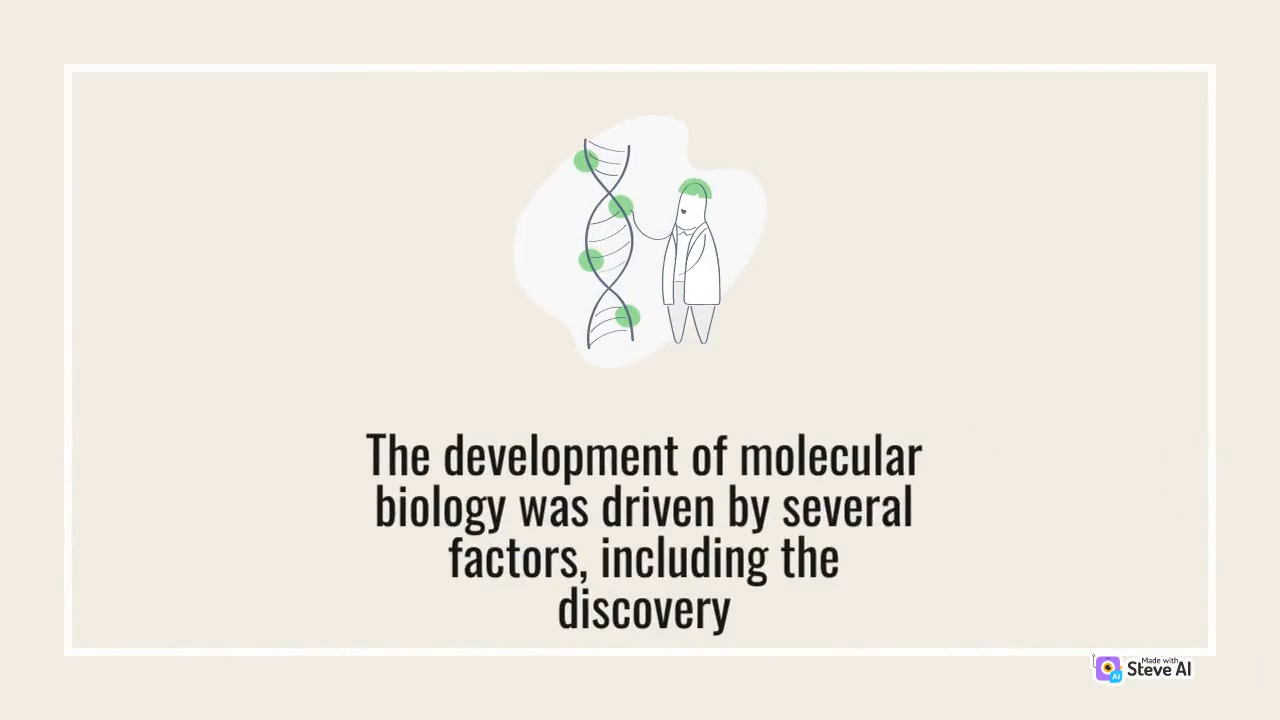 The development of molecular
biology was driven by several
factors, including the
discovery
Made with
Steve AI